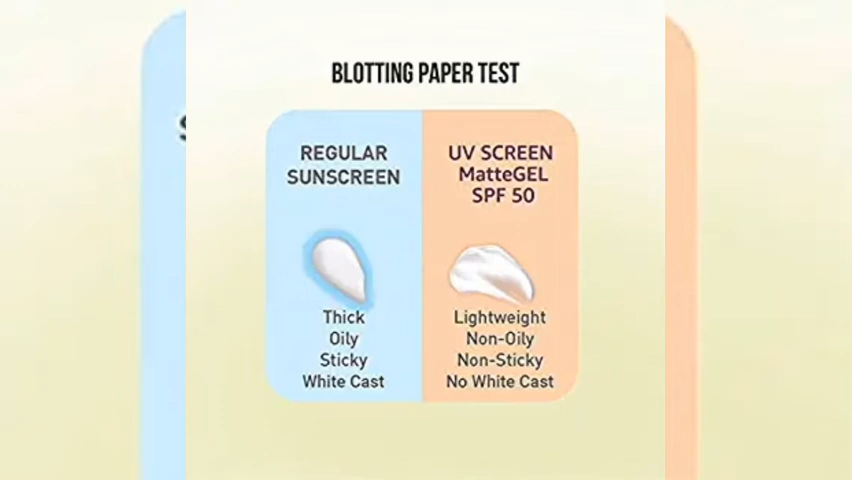 BLOTTING PAPER TEST
REGULAR
SUNSCREEN
Thick
Oily
Sticky
White Cast
UV SCREEN
MatteGEL
SPF 50
Lightweight
Non-Oily
Non-Sticky
No White Cast